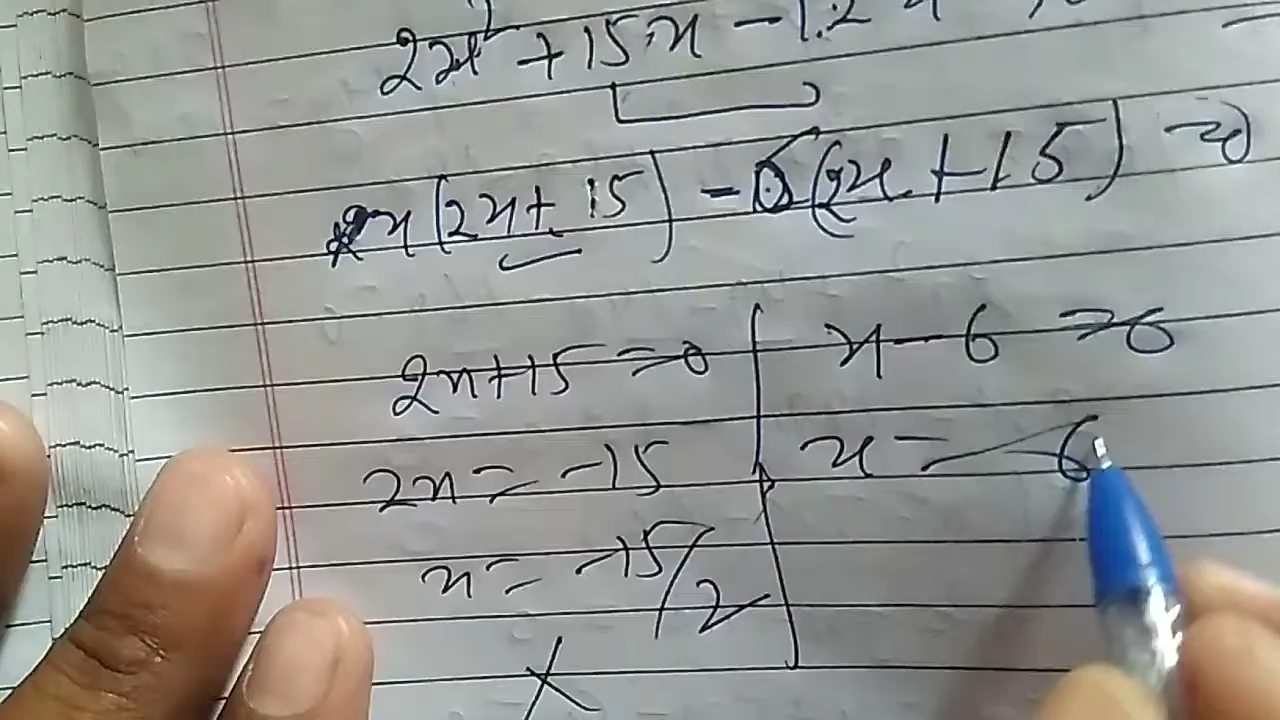 2x² + 15x - 12x
x(2x + 15) - 6(2x + 15) = 0
2x + 15 = 0 | x - 6 = 0
2x = -15 | x = 6
x = -15/2
X